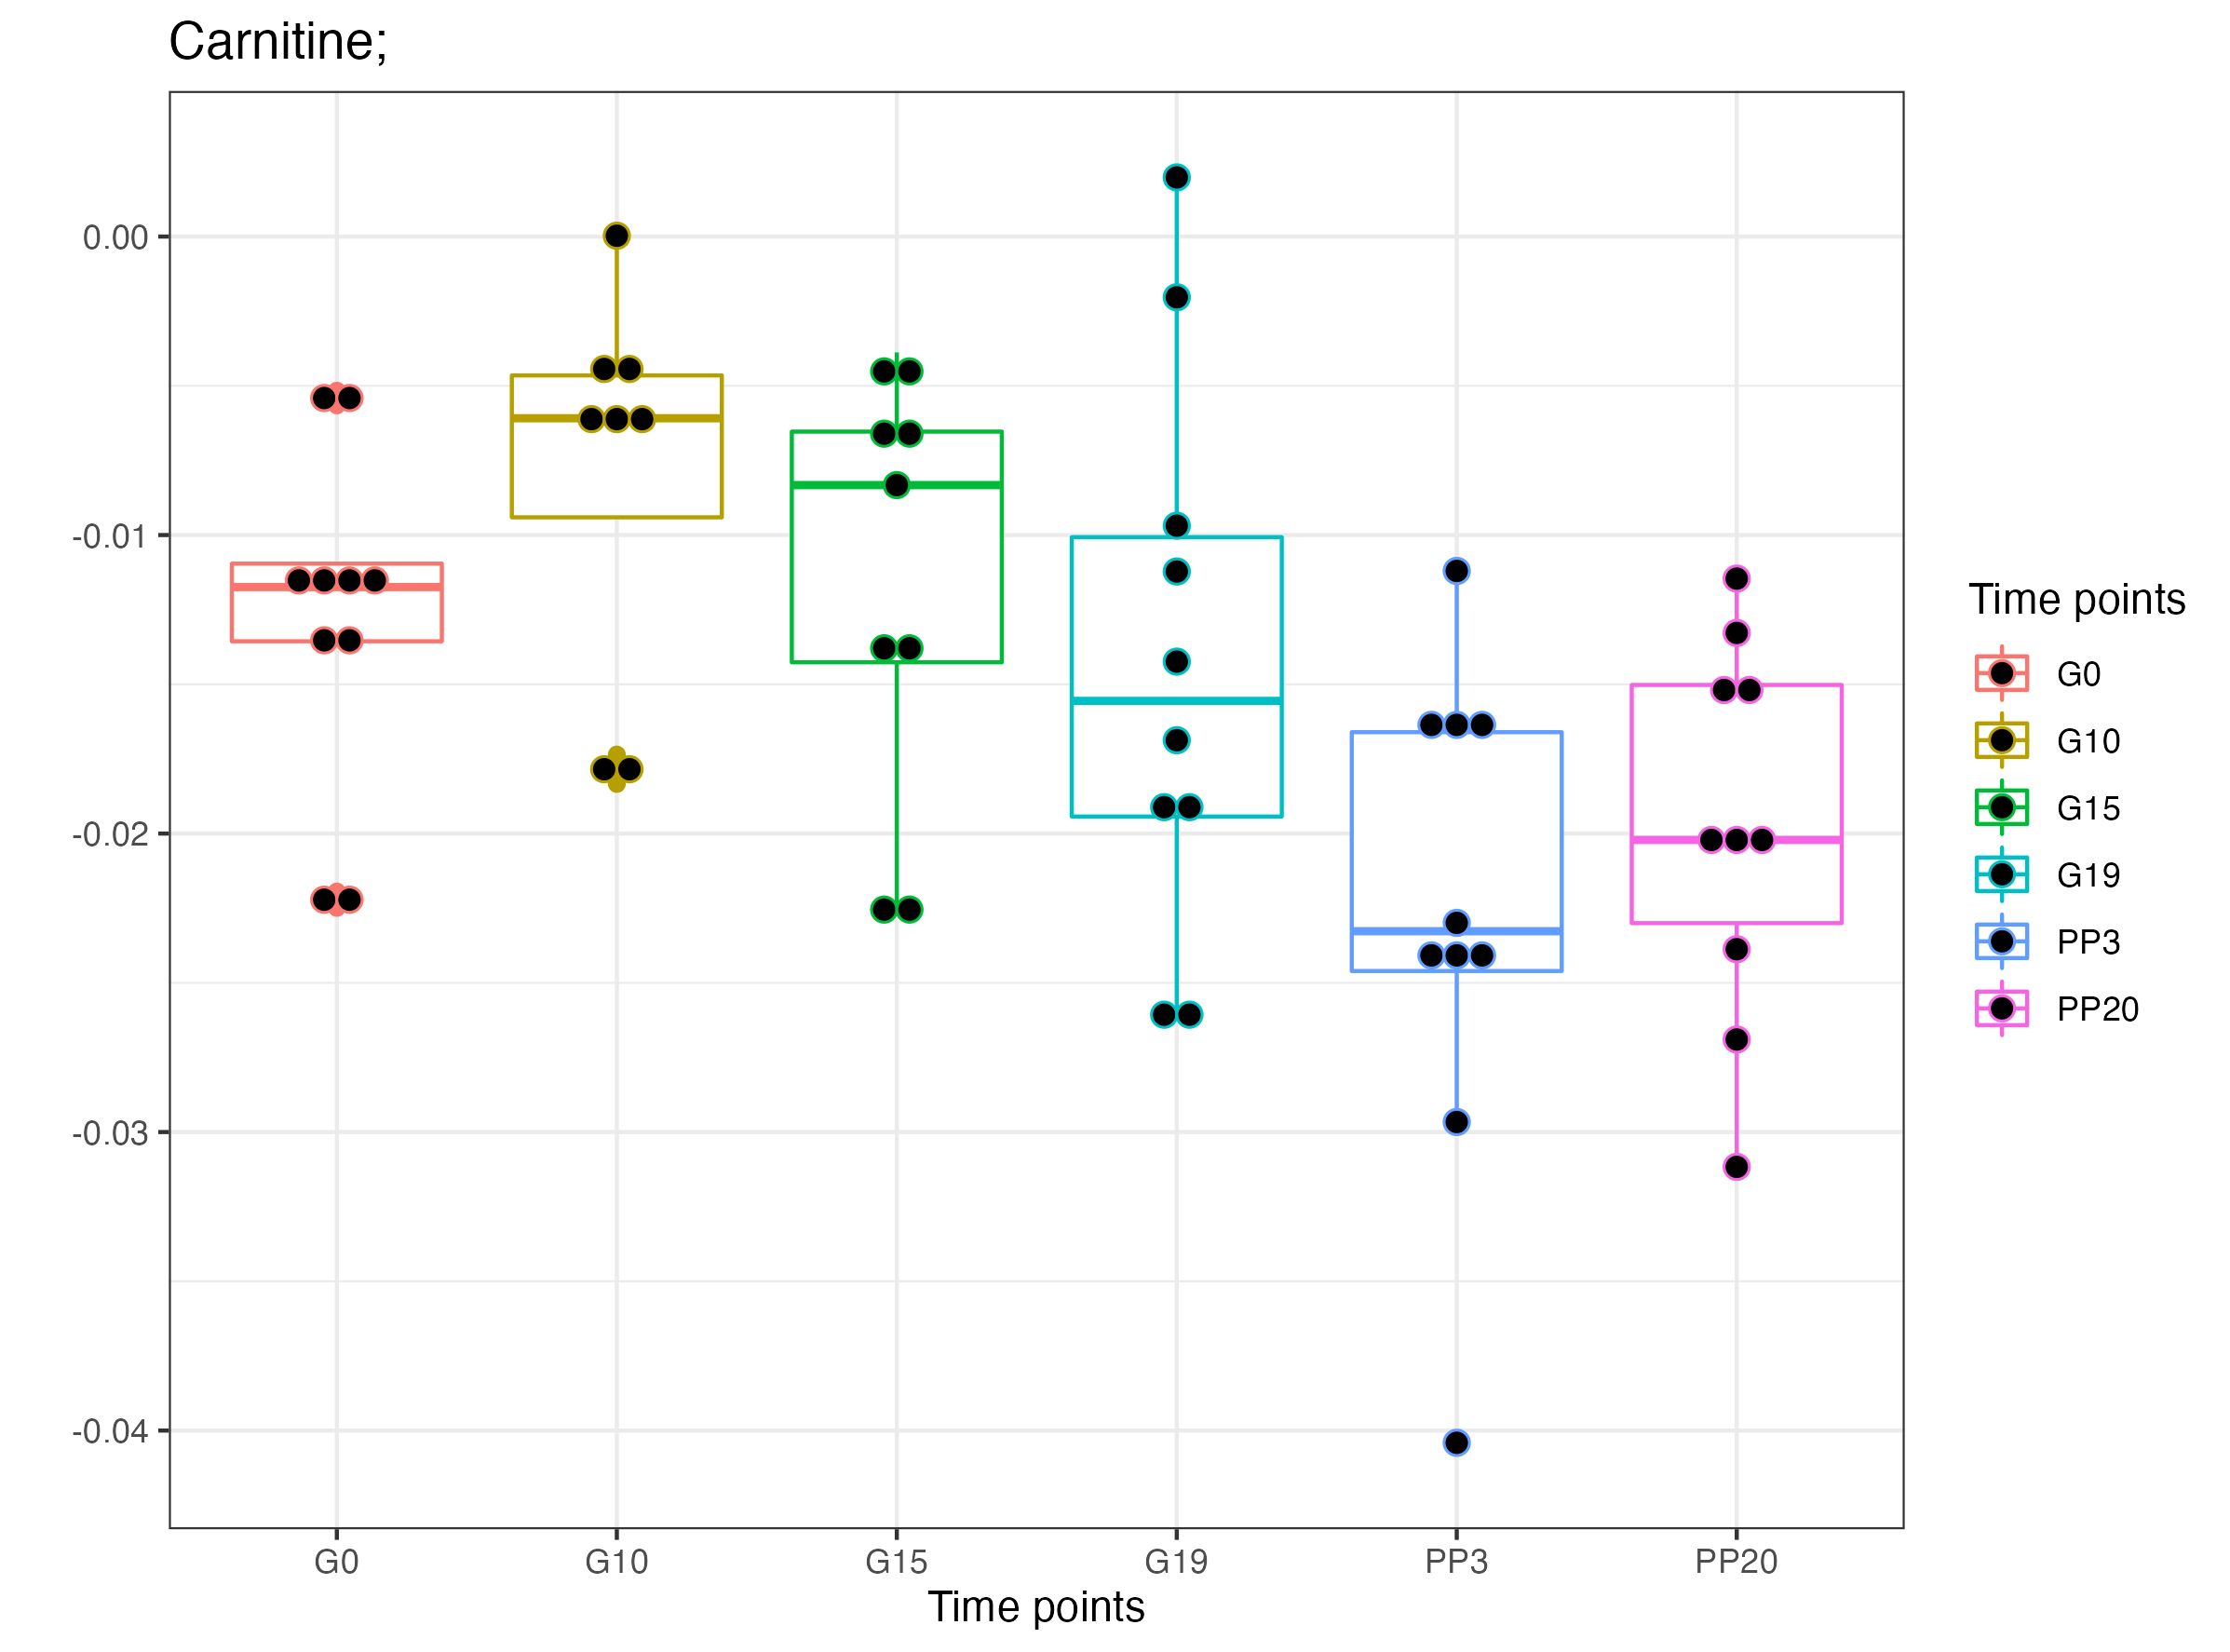 Carnitine;
0.00
-0.01
-0.02
-0.03
-0.04
G0 G10 G15 G19 PP3 PP20
Time points
Time points
G0
G10
G15
G19
PP3
PP20